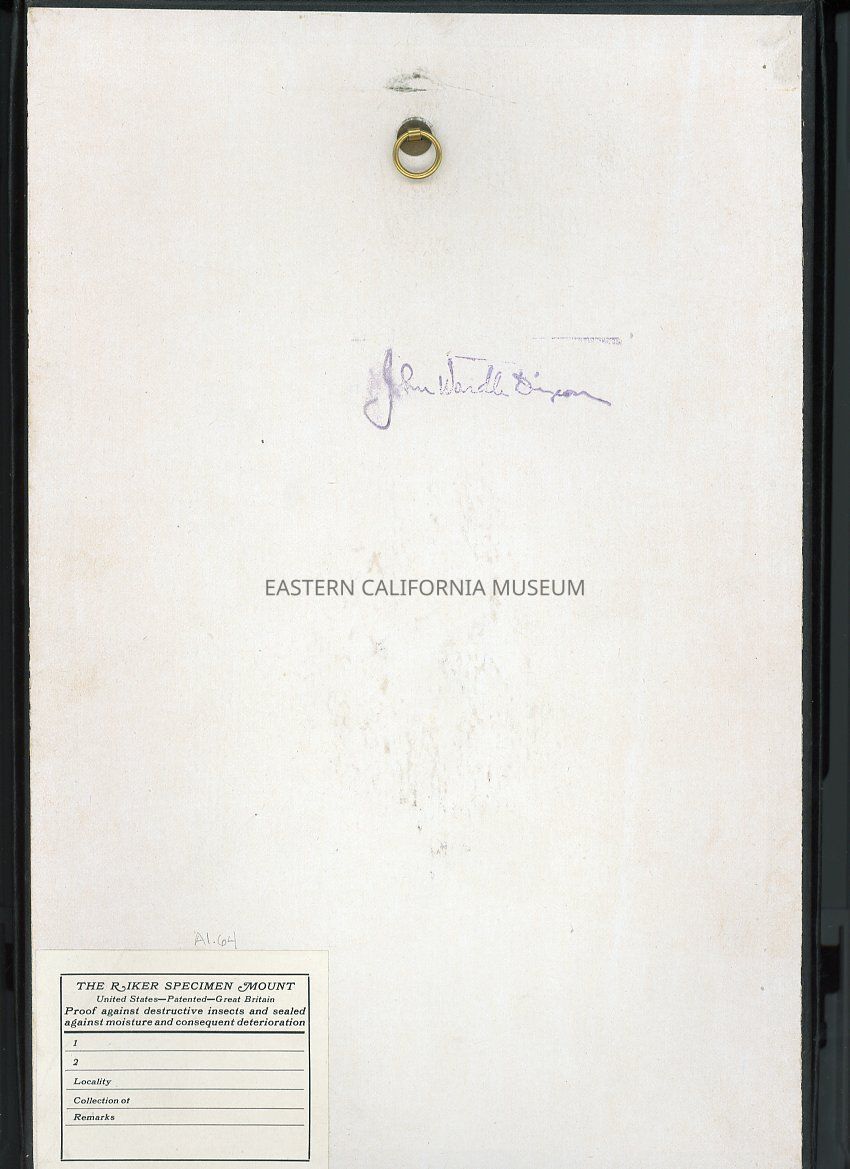 John Wardle Dixon
EASTERN CALIFORNIA MUSEUM
A1.64
THE RIKER SPECIMEN MOUNT
United States—Patented—Great Britain
Proof against destructive insects and sealed
against moisture and consequent deterioration
1
2
Locality
Collection of
Remarks